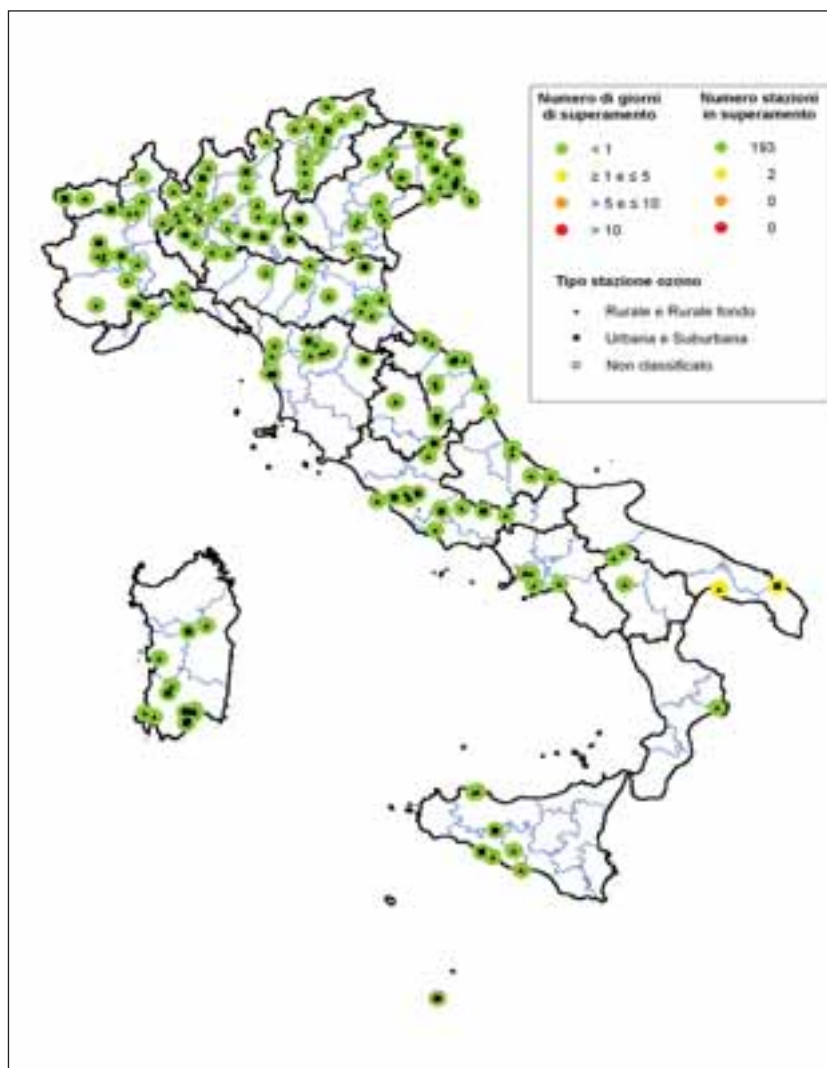 Numero di giorni di superamento
Numero stazioni in superamento
< 1 193
≥ 1 e ≤ 5 2
> 5 e ≤ 10 0
> 10 0
Tipo stazione ozono
Rurale e Rurale fondo
Urbana e Suburbana
Non classificato